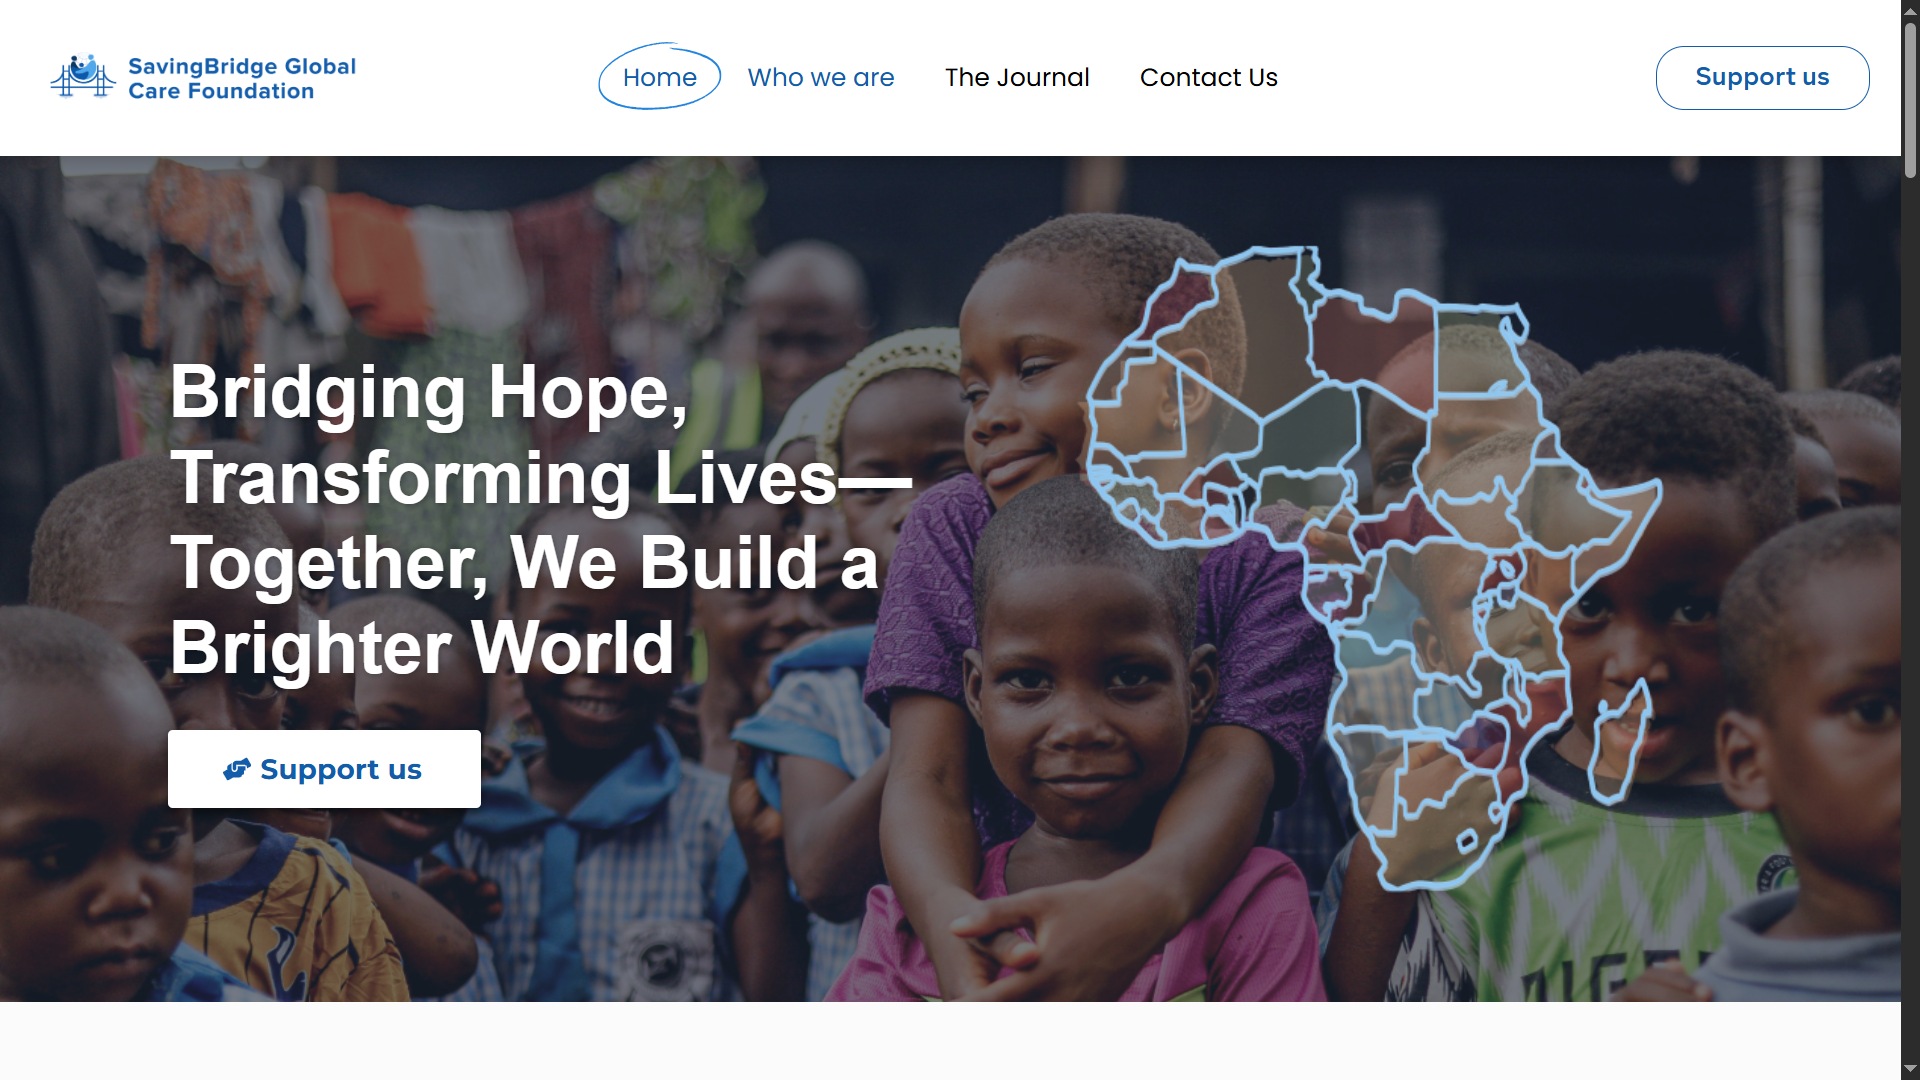 SavingBridge Global
Care Foundation
Home
Who we are
The Journal
Contact Us
Support us
Bridging Hope,
Transforming Lives—
Together, We Build a
Brighter World
Support us